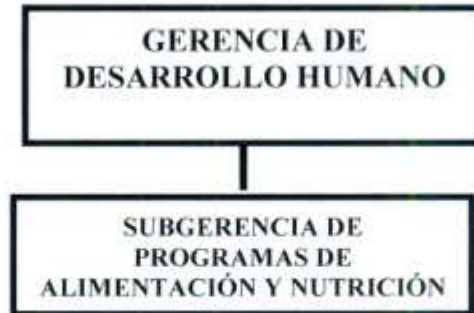 GERENCIA DE
DESARROLLO HUMANO
SUBGERENCIA DE
PROGRAMAS DE
ALIMENTACIÓN Y NUTRICIÓN